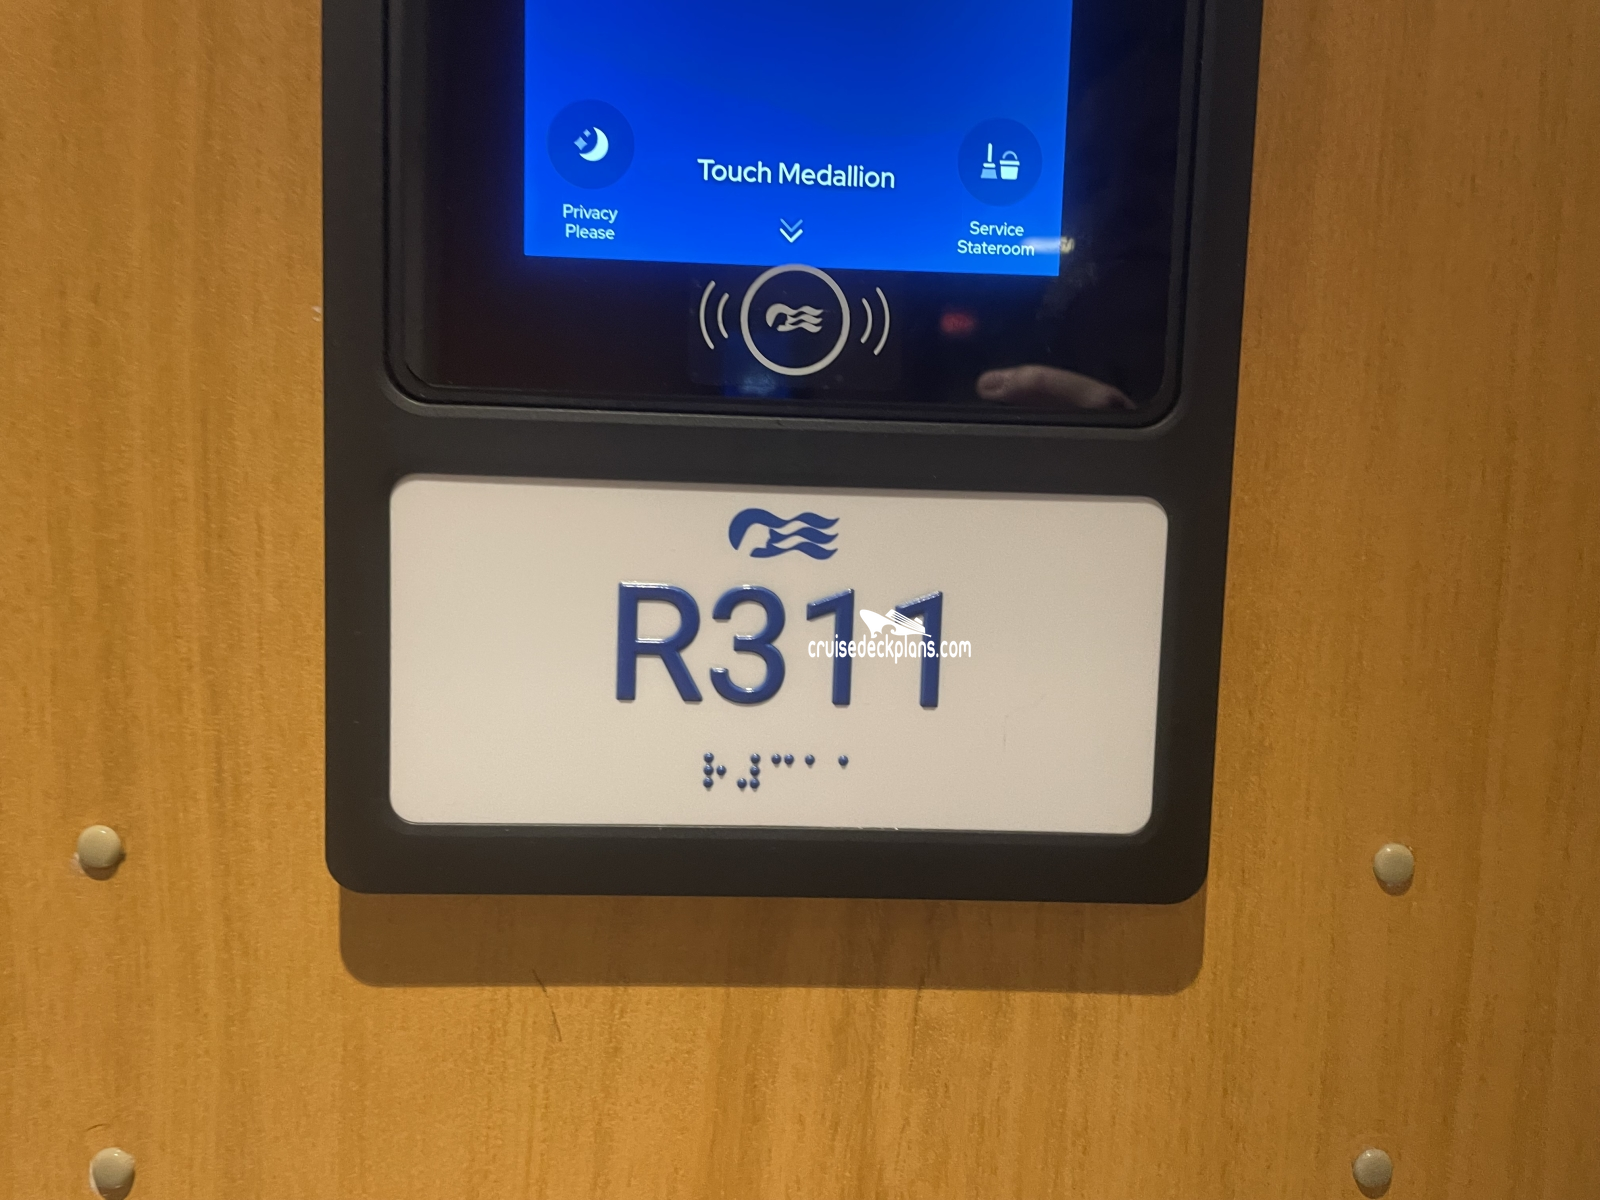 Touch Medallion
Privacy
Please
Service
Stateroom
R311
cruisedeckplans.com
⠗⠼⠉⠁⠁